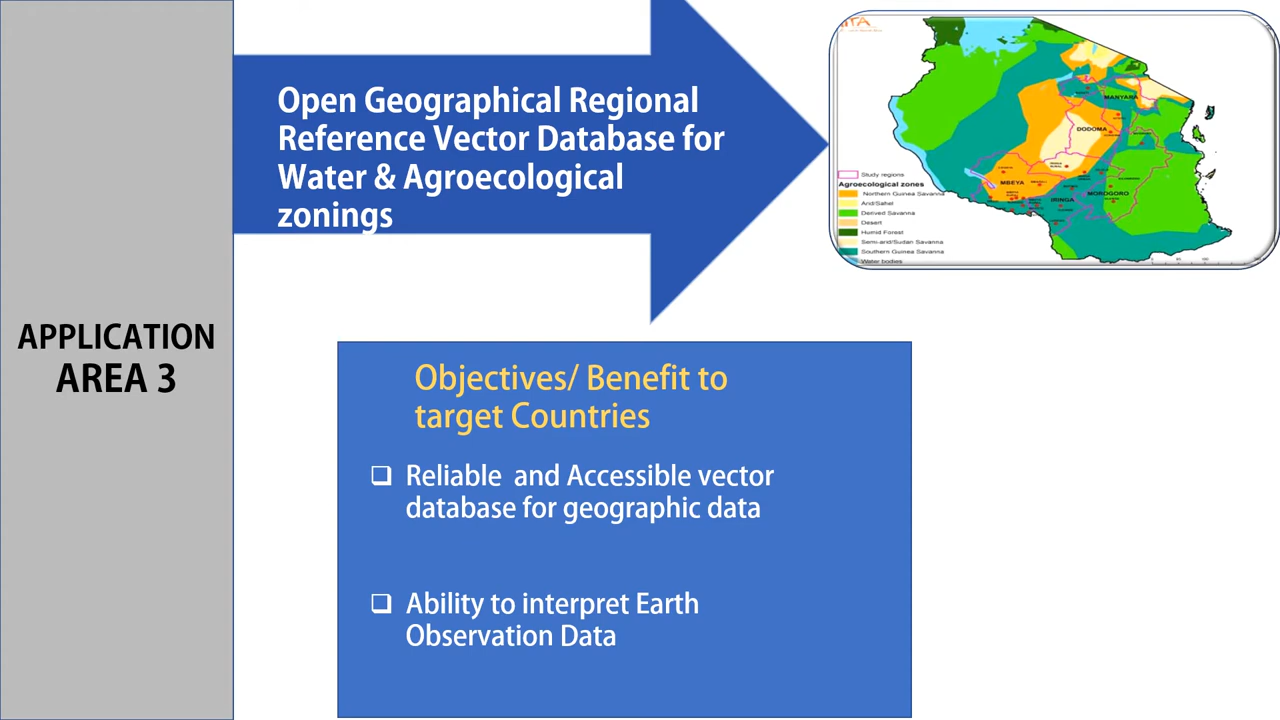 APPLICATION
AREA 3
Open Geographical Regional
Reference Vector Database for
Water & Agroecological
zonings
Study regions
Agroecological zones
Northern Guinea Savanna
Arid/Sahel
Derived Savanna
Desert
Humid Forest
Semi-arid/Sudan Savanna
Southern Guinea Savanna
Water bodies
MANYARA
DODOMA
MBEYA
IRINGA
MOROGORO
Objectives/ Benefit to
target Countries
Reliable and Accessible vector
database for geographic data
Ability to interpret Earth
Observation Data